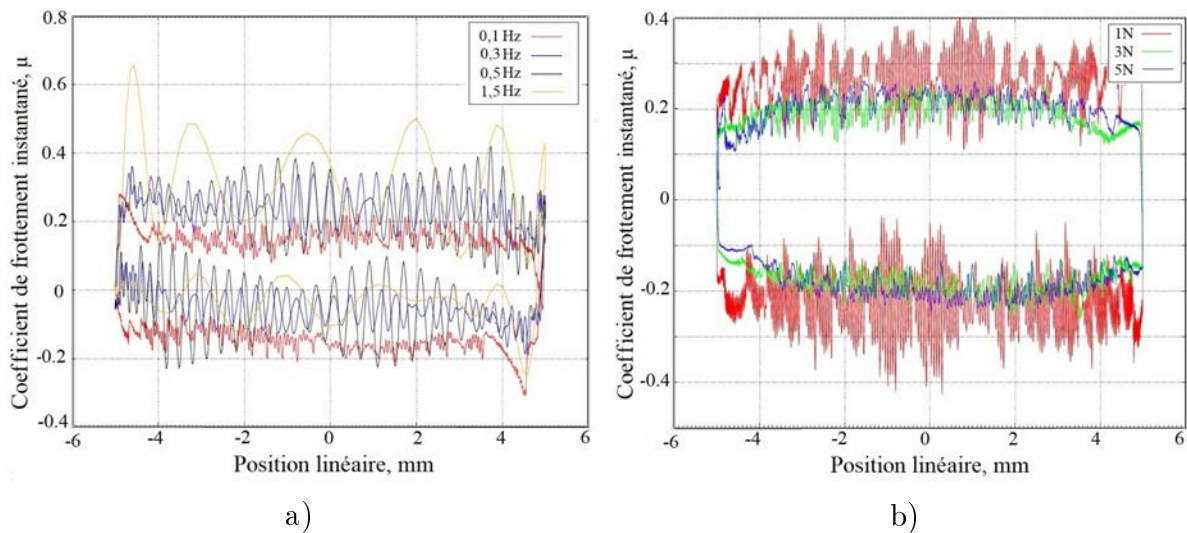 Coefficient de frottement instantané, μ
0.8
0.6
0.4
0.2
0
-0.2
-0.4
0,1 Hz
0,3 Hz
0,5 Hz
1,5 Hz
-6
-4
-2
0
2
4
6
Position linéaire, mm
a)
Coefficient de frottement instantané, μ
0.4
0.2
0
-0.2
-0.4
1N
3N
5N
-6
-4
-2
0
2
4
6
Position linéaire, mm
b)